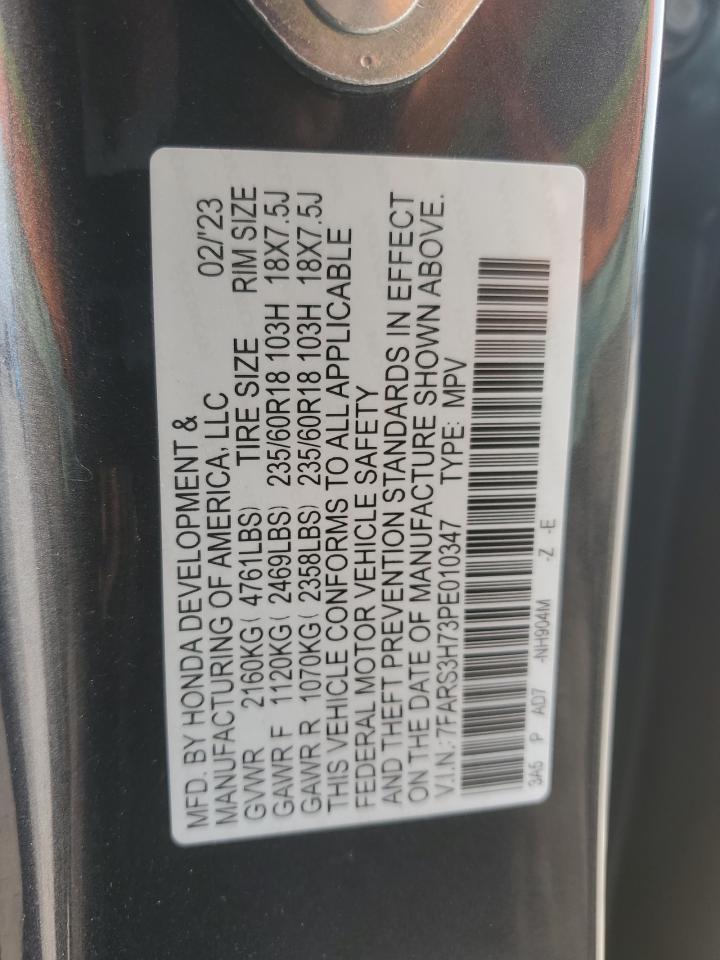 MFD. BY HONDA DEVELOPMENT &
MANUFACTURING OF AMERICA, LLC 02/'23
GVWR 2160KG( 4761LBS) TIRE SIZE RIM SIZE
GAWR F 1120KG( 2469LBS) 235/60R18 103H 18X7.5J
GAWR R 1070KG( 2358LBS) 235/60R18 103H 18X7.5J
THIS VEHICLE CONFORMS TO ALL APPLICABLE
FEDERAL MOTOR VEHICLE SAFETY
AND THEFT PREVENTION STANDARDS IN EFFECT
ON THE DATE OF MANUFACTURE SHOWN ABOVE.
V.I.N.: 7FARS3H73PE010347 TYPE: MPV
3A5 P AD7 -NH904M -Z -E